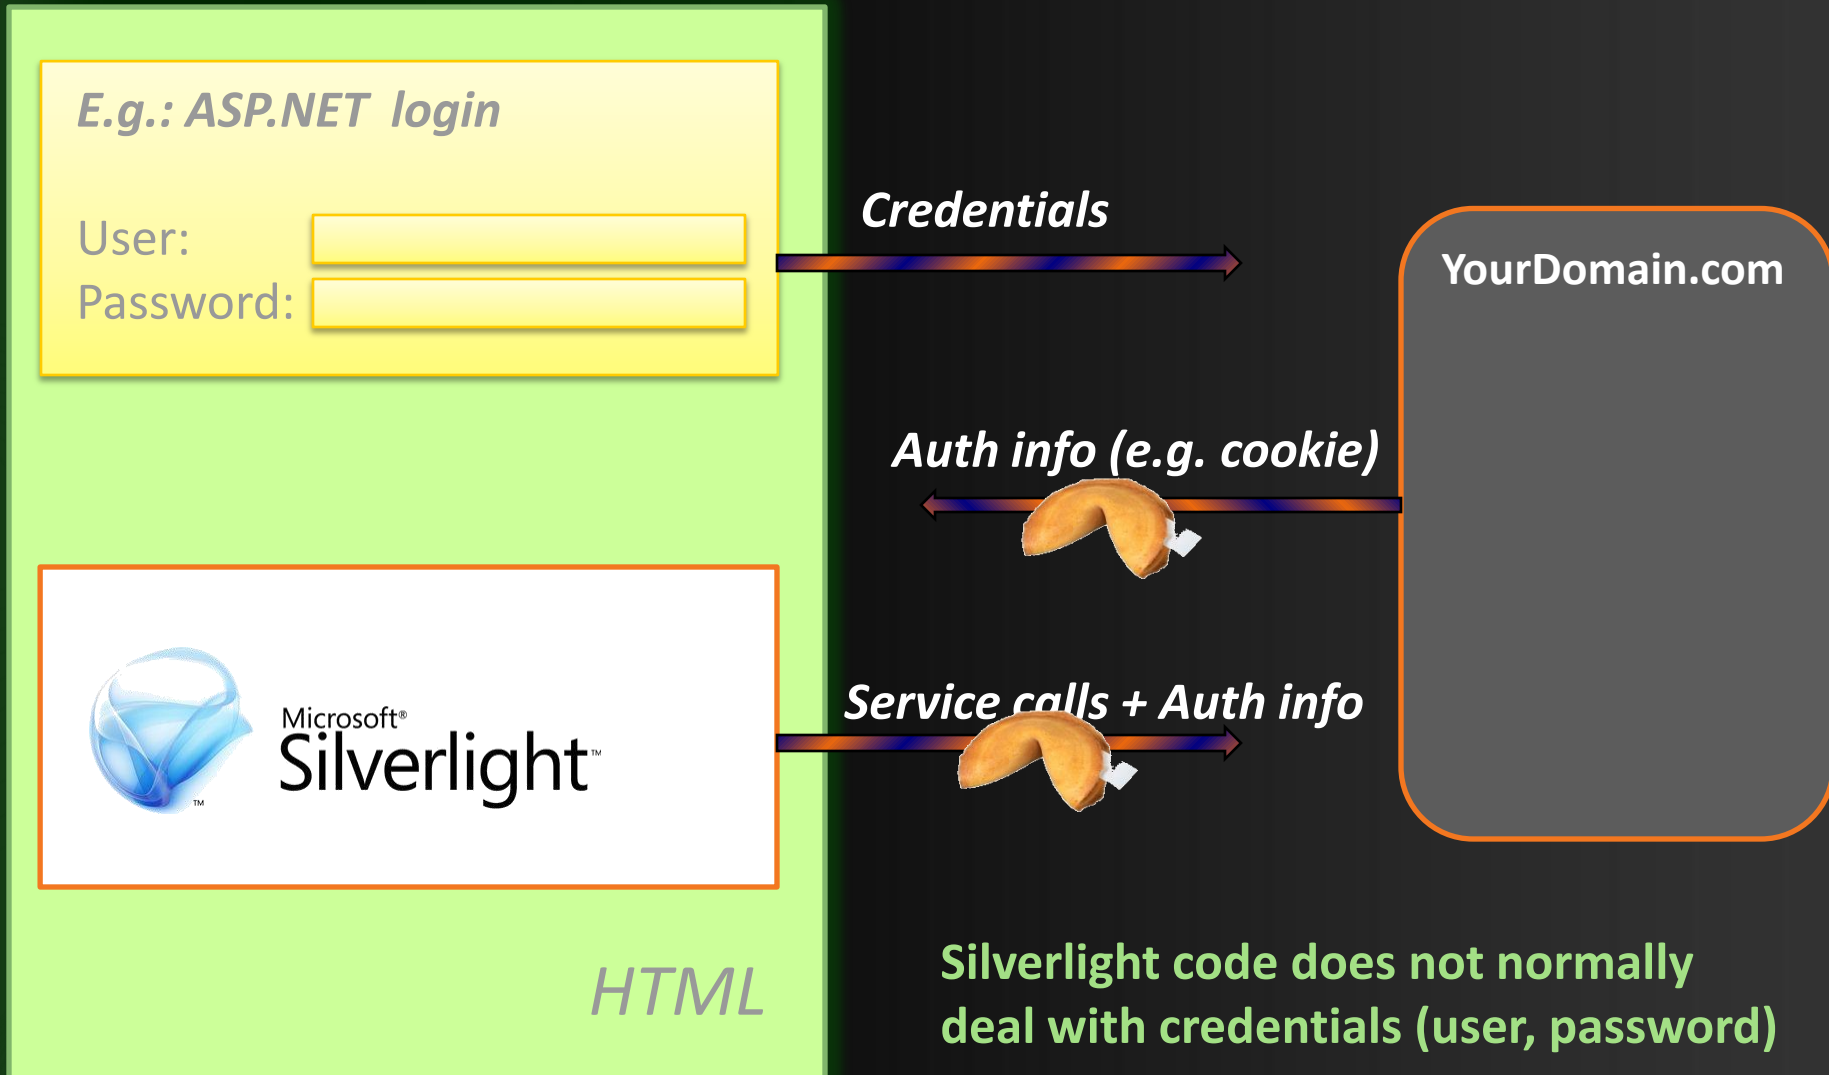 E.g.: ASP.NET login
User:
Password:
Credentials
YourDomain.com
Auth info (e.g. cookie)
Microsoft®
Silverlight™
™
Service calls + Auth info
HTML
Silverlight code does not normally
deal with credentials (user, password)